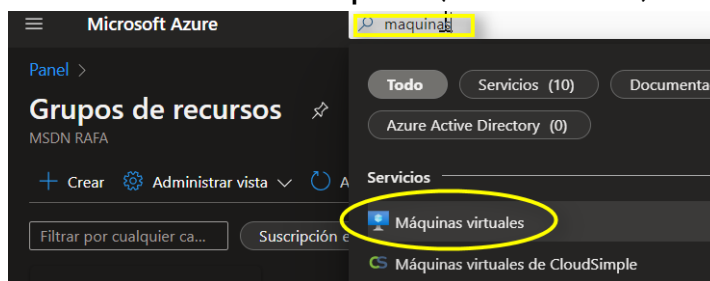 Microsoft Azure
maquinas
Panel >
Grupos de recursos
MSDN RAFA
Crear Administrar vista
Filtrar por cualquier ca...
Suscripción e
Todo
Servicios (10)
Documenta
Azure Active Directory (0)
Servicios
Máquinas virtuales
CS Máquinas virtuales de CloudSimple